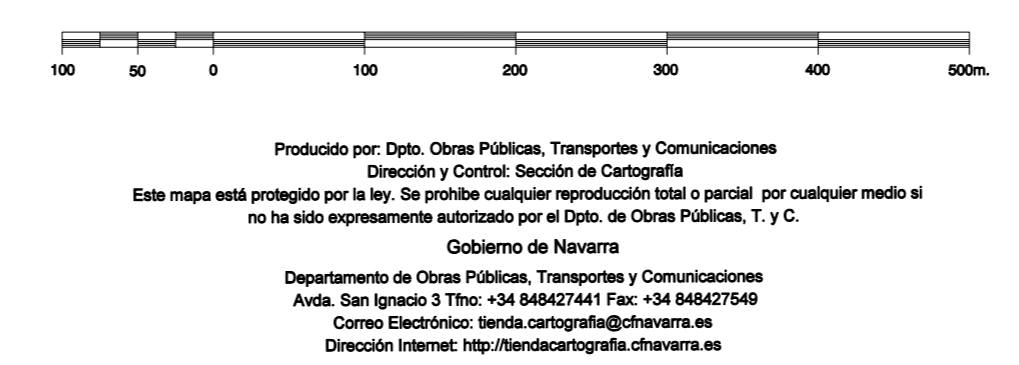 100 50 0 100 200 300 400 500m.
Producido por: Dpto. Obras Públicas, Transportes y Comunicaciones
Dirección y Control: Sección de Cartografía
Este mapa está protegido por la ley. Se prohibe cualquier reproducción total o parcial por cualquier medio si
no ha sido expresamente autorizado por el Dpto. de Obras Públicas, T. y C.
Gobierno de Navarra
Departamento de Obras Públicas, Transportes y Comunicaciones
Avda. San Ignacio 3 Tfno: +34 848427441 Fax: +34 848427549
Correo Electrónico: tienda.cartografia@cfnavarra.es
Dirección Internet: http://tiendacartografia.cfnavarra.es